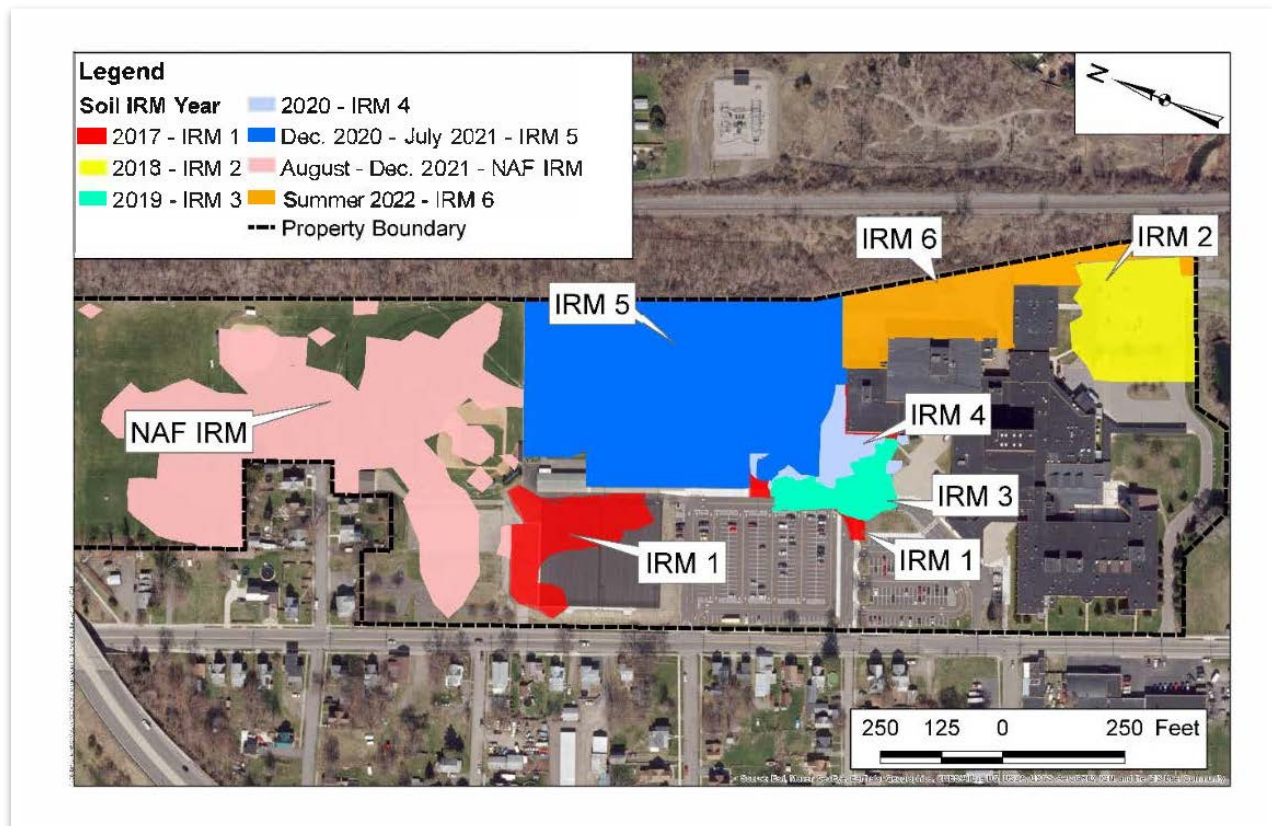 Legend
Soil IRM Year
2017 - IRM 1
2018 - IRM 2
2019 - IRM 3
2020 - IRM 4
Dec. 2020 - July 2021 - IRM 5
August - Dec. 2021 - NAF IRM
Summer 2022 - IRM 6
Property Boundary
N
IRM 6
IRM 2
IRM 5
NAF IRM
IRM 4
IRM 3
IRM 1
IRM 1
250 125 0 250 Feet